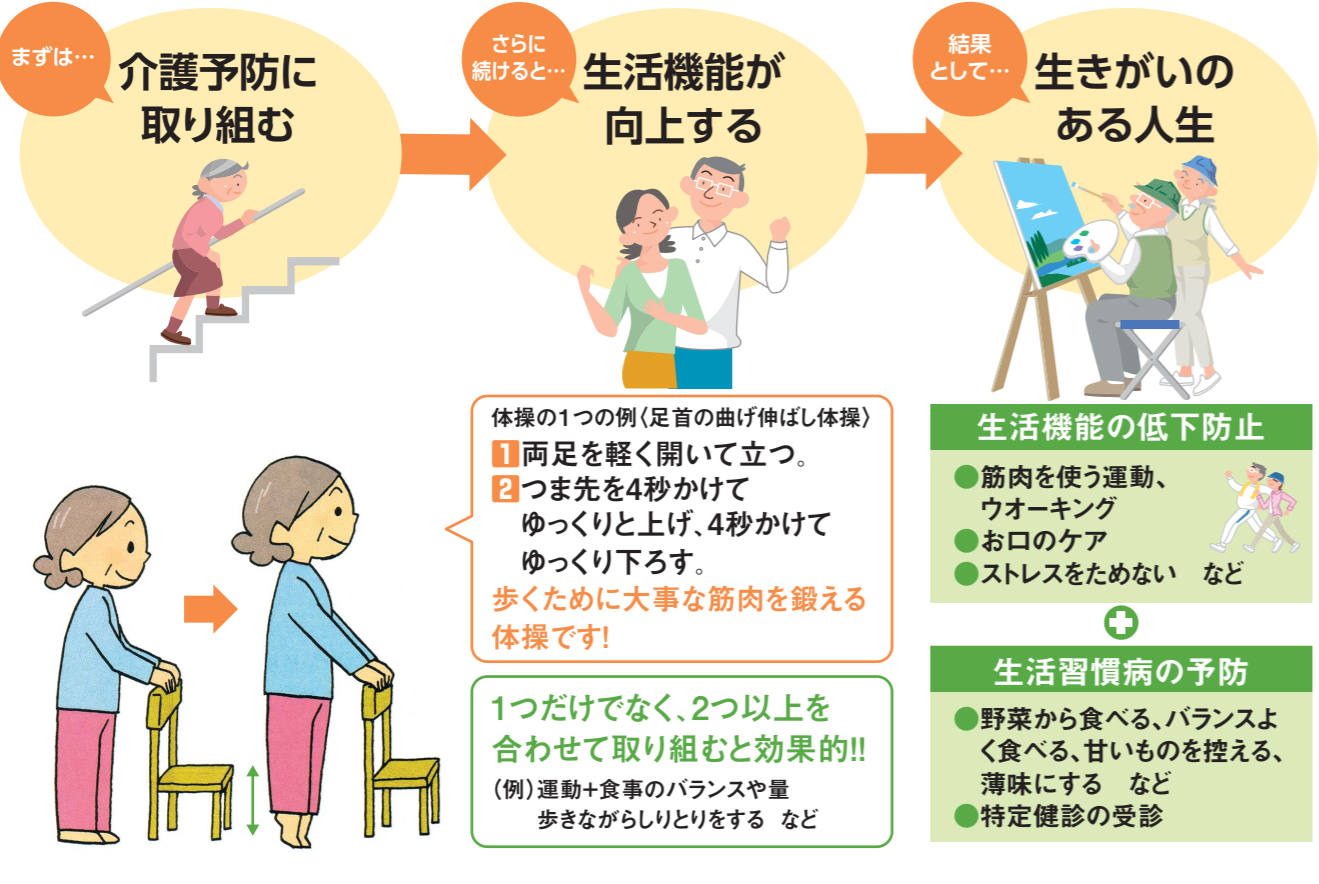 まずは…
介護予防に
取り組む
さらに
続けると…
生活機能が
向上する
結果
として…
生きがいの
ある人生
体操の1つの例〈足首の曲げ伸ばし体操〉
1 両足を軽く開いて立つ。
2 つま先を4秒かけて
ゆっくりと上げ、4秒かけて
ゆっくり下ろす。
歩くために大事な筋肉を鍛える
体操です!
1つだけでなく、2つ以上を
合わせて取り組むと効果的!!
（例）運動+食事のバランスや量
歩きながらしりとりをする など
生活機能の低下防止
●筋肉を使う運動、
ウオーキング
●お口のケア
●ストレスをためない など
生活習慣病の予防
●野菜から食べる、バランスよ
く食べる、甘いものを控える、
薄味にする など
●特定健診の受診